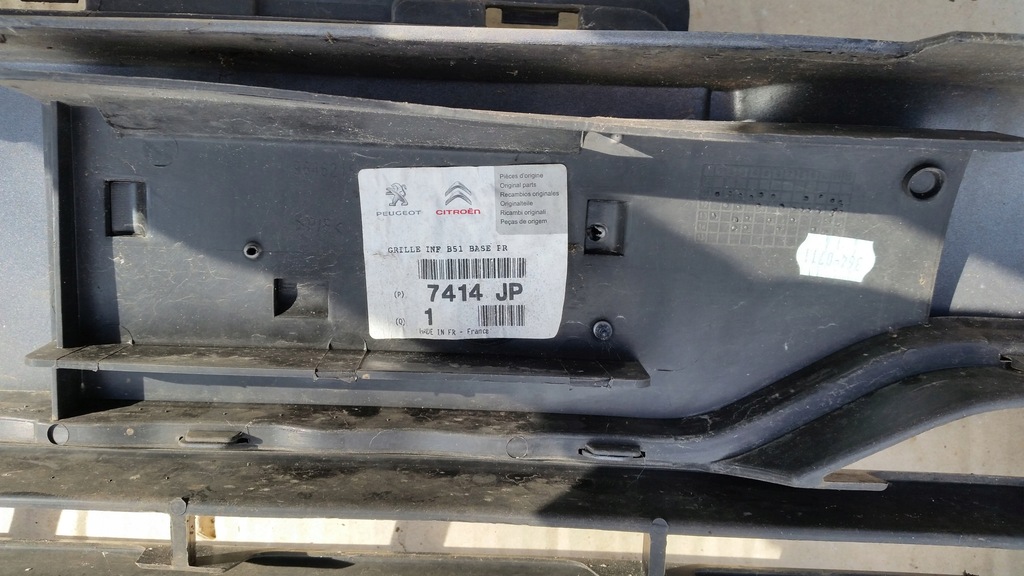 PEUGEOT
CITROËN
Pièces d'origine
Original parts
Recambios originales
Originalteile
Ricambi originali
Peças de origem
GRILLE INF B51 BASE PR
(P) 7414 JP
(Q) 1
MADE IN FR - France